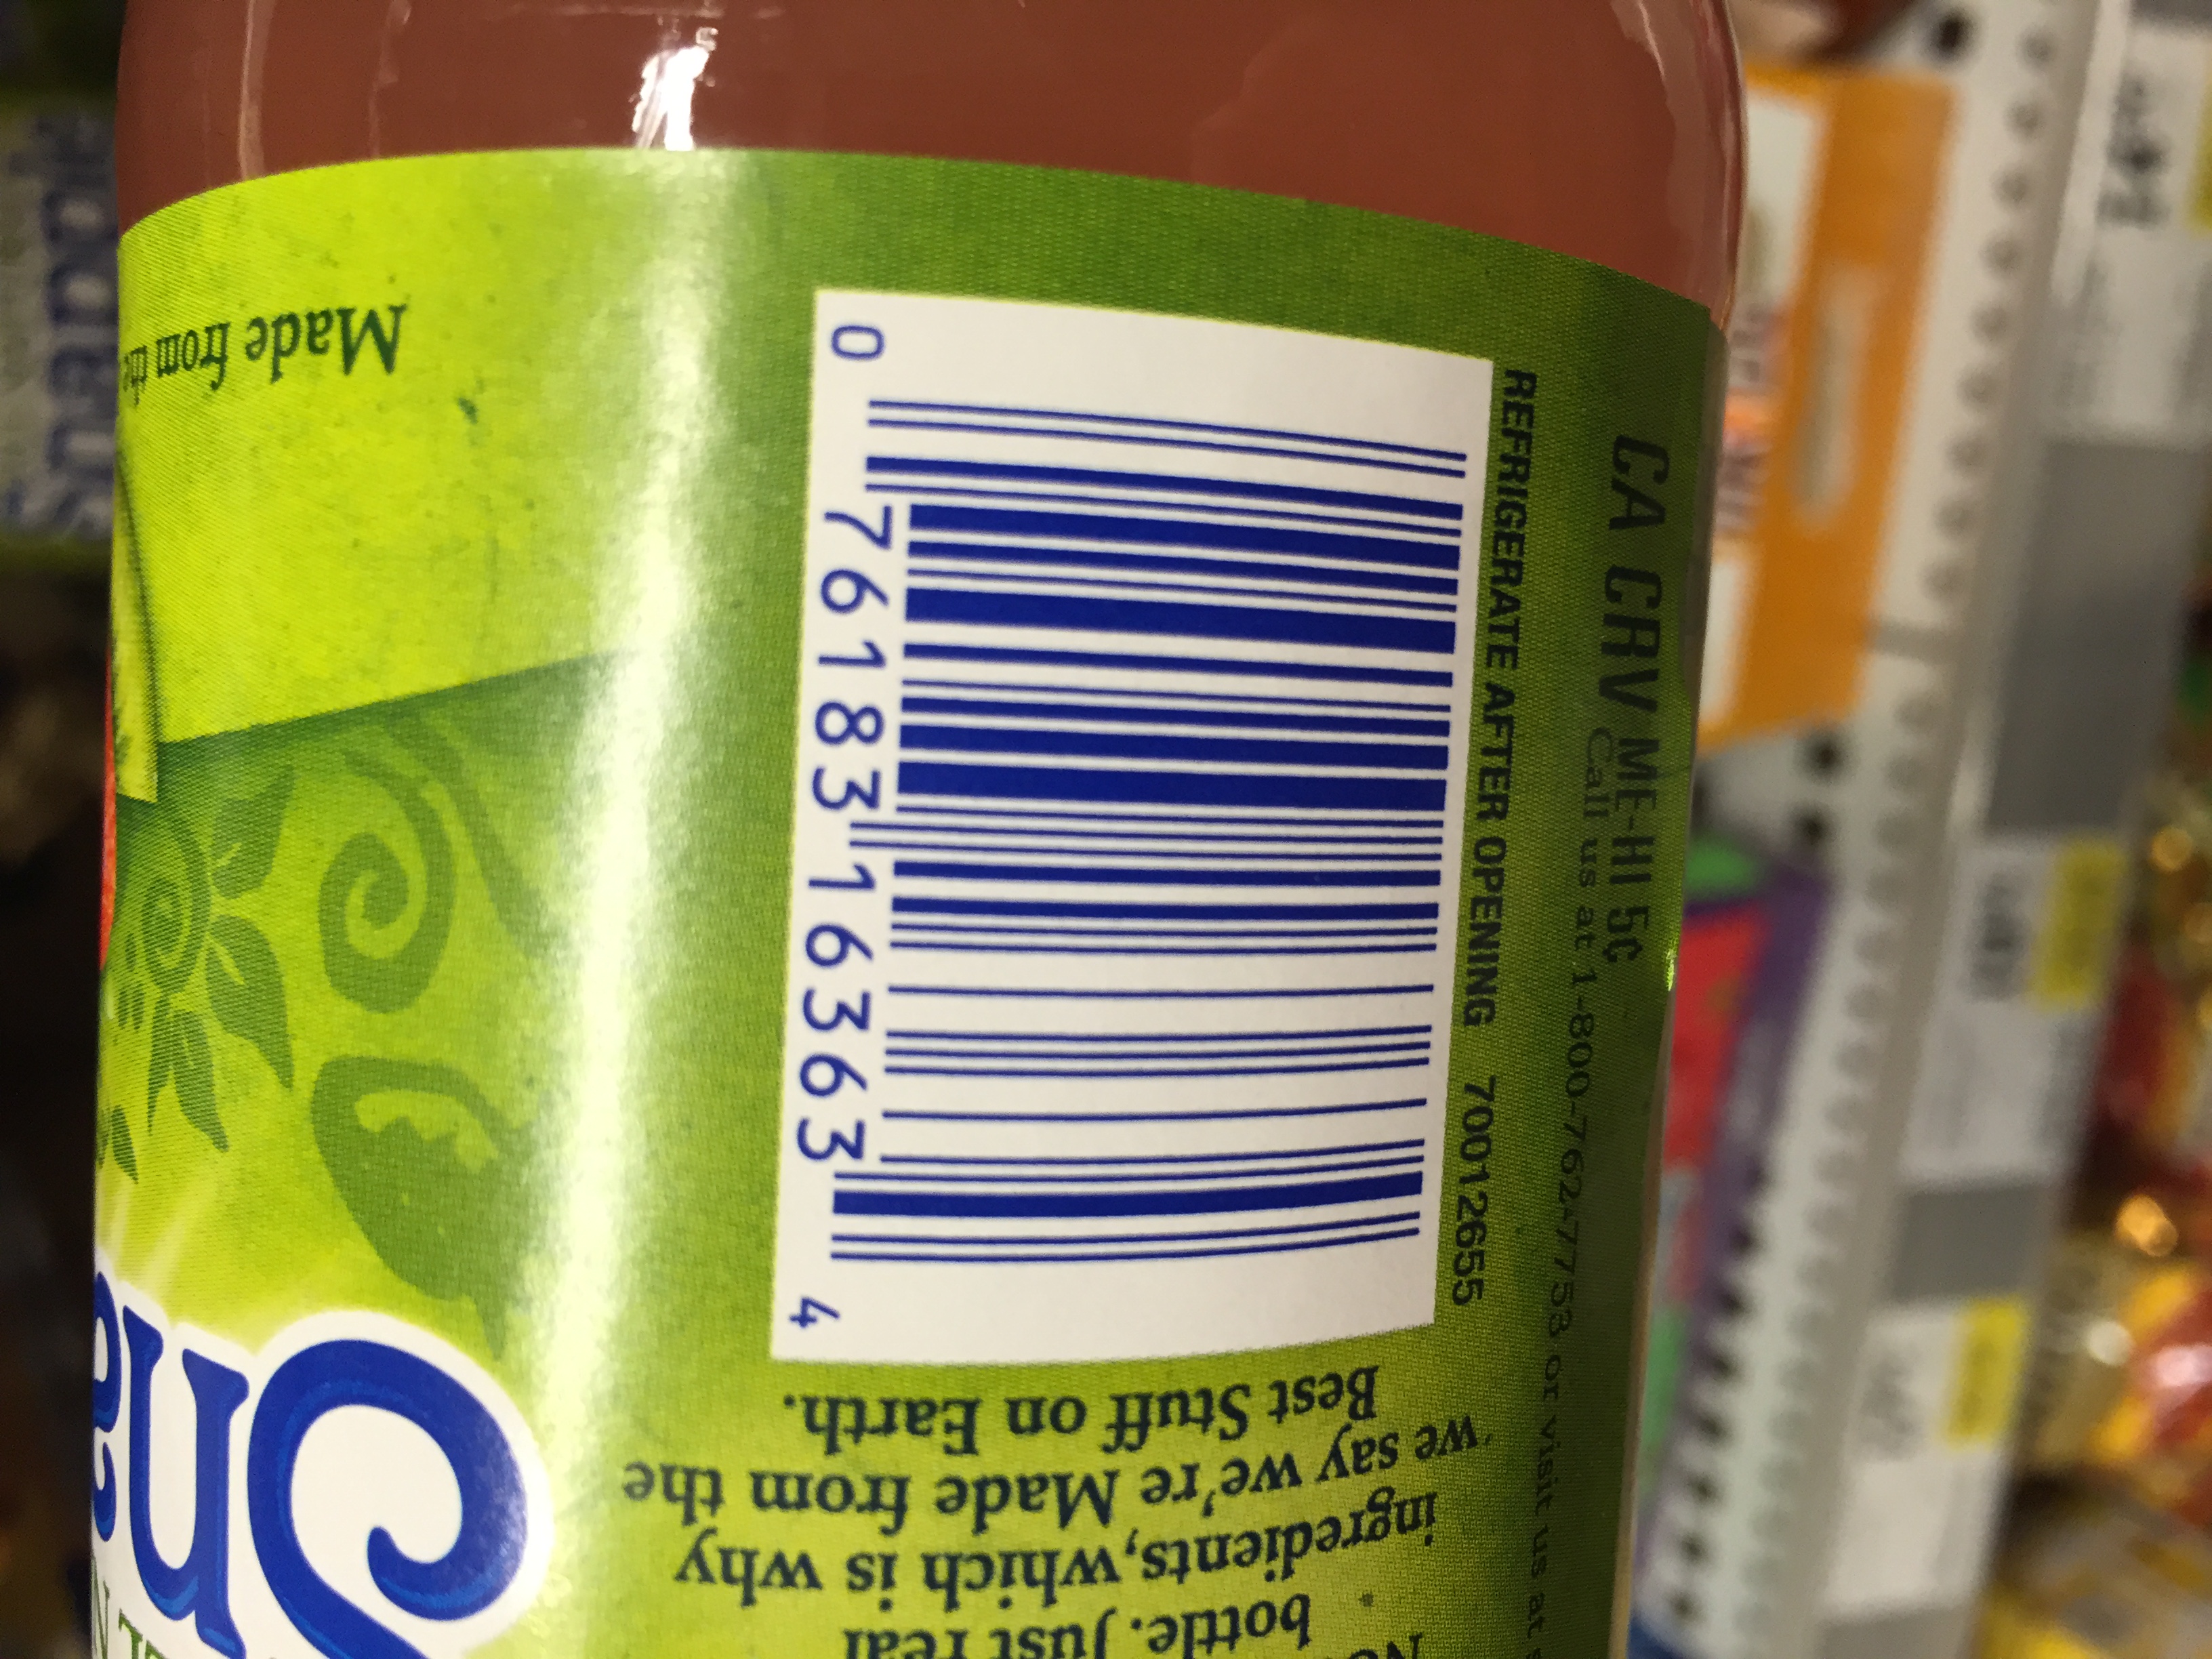 Sna
Made from the
bottle. Just real
ingredients, which is why
we say we're Made from the
Best Stuff on Earth.
CA CRV ME-HI 5¢
Call us at 1-800-762-7753 or visit us at
REFRIGERATE AFTER OPENING 70012655
0 76183 16363 4
Snapple